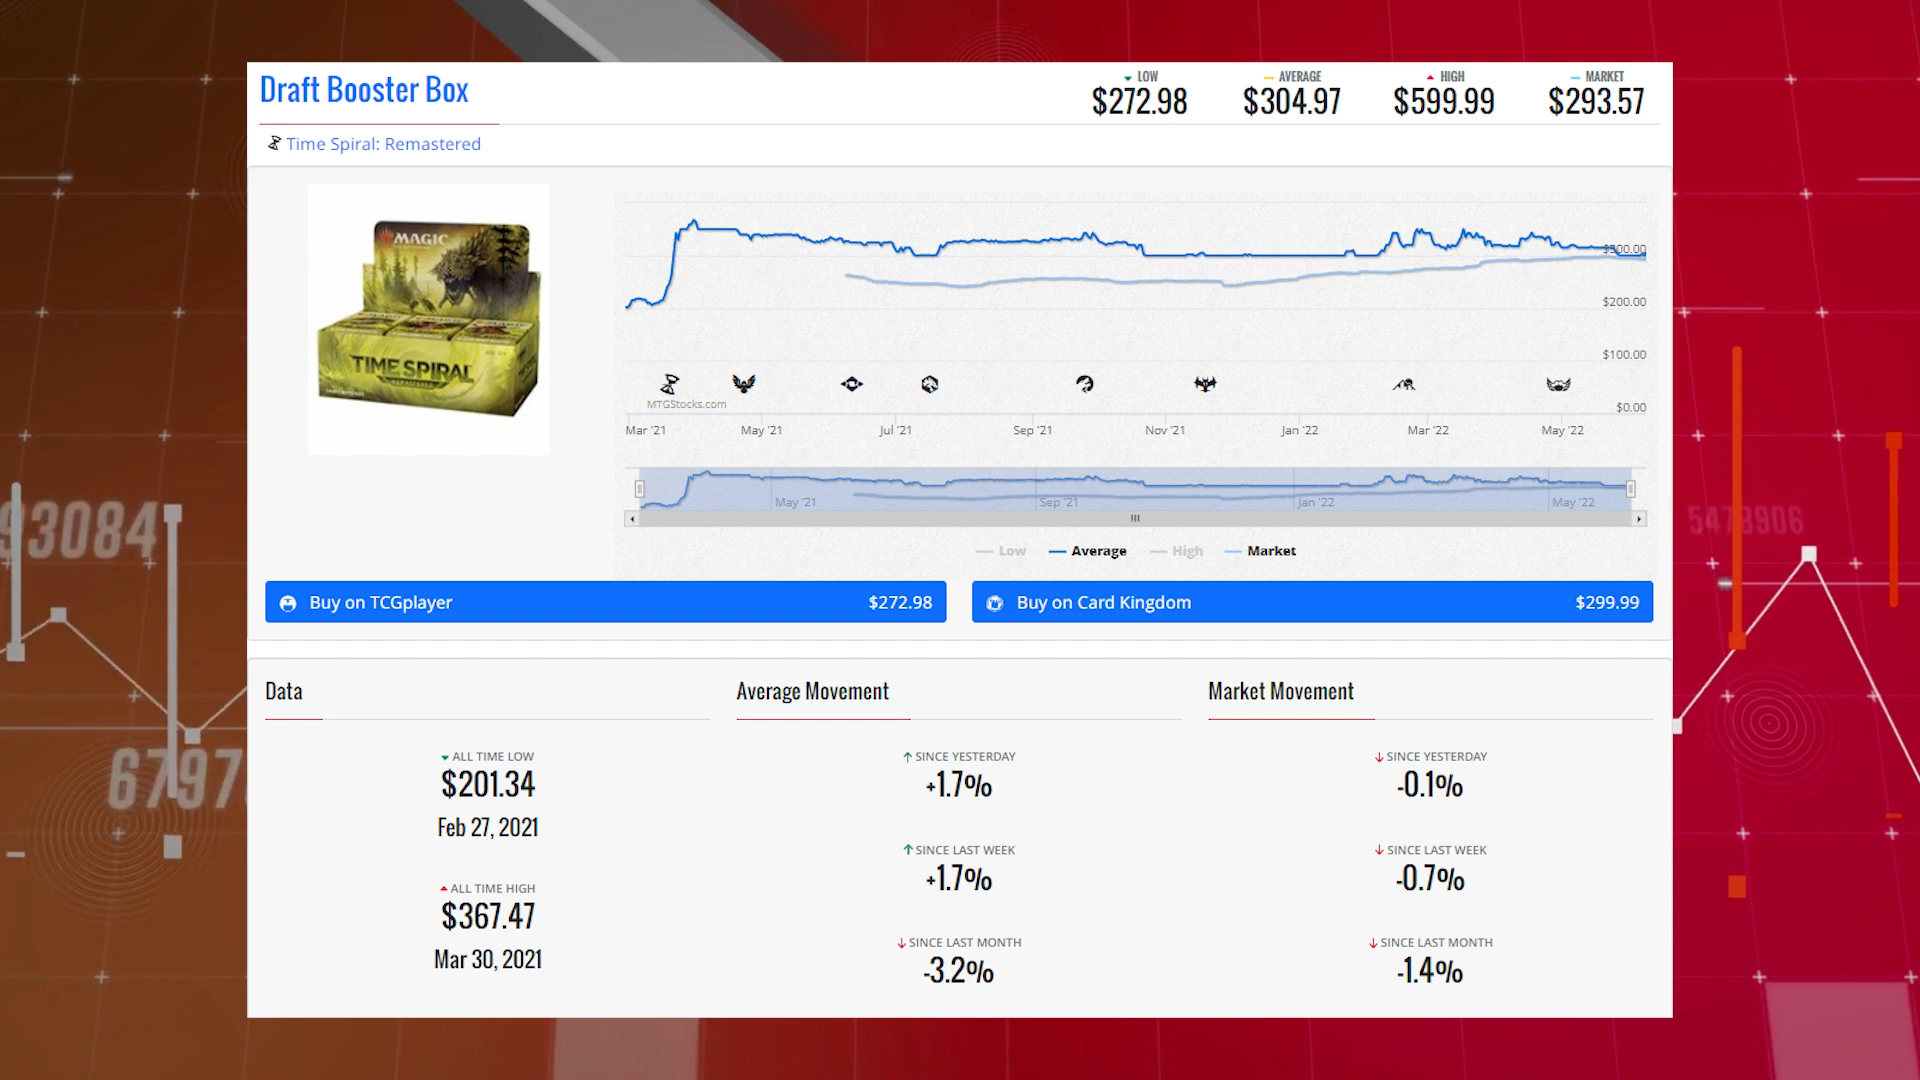 Draft Booster Box
LOW
$272.98
AVERAGE
$304.97
HIGH
$599.99
MARKET
$293.57
Time Spiral: Remastered
MAGIC
TIME SPIRAL
REMASTERED
$300.00
$200.00
$100.00
$0.00
MTGStocks.com
Mar '21
May '21
Jul '21
Sep '21
Nov '21
Jan '22
Mar '22
May '22
May '21
Sep '21
Jan '22
May '22
Low
Average
High
Market
Buy on TCGplayer
$272.98
Buy on Card Kingdom
$299.99
Data
ALL TIME LOW
$201.34
Feb 27, 2021
ALL TIME HIGH
$367.47
Mar 30, 2021
Average Movement
SINCE YESTERDAY
+1.7%
SINCE LAST WEEK
+1.7%
SINCE LAST MONTH
-3.2%
Market Movement
SINCE YESTERDAY
-0.1%
SINCE LAST WEEK
-0.7%
SINCE LAST MONTH
-1.4%
93084
6797